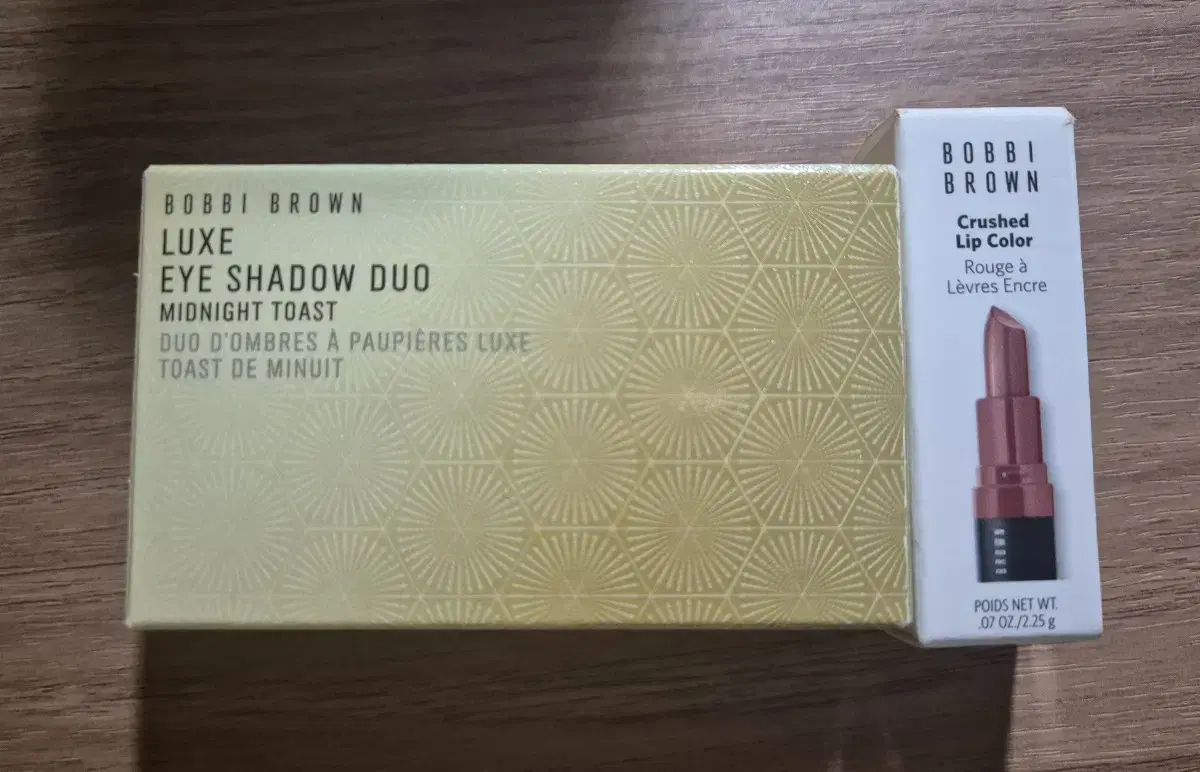 BOBBI BROWN
LUXE
EYE SHADOW DUO
MIDNIGHT TOAST
DUO D'OMBRES À PAUPIÈRES LUXE
TOAST DE MINUIT
BOBBI
BROWN
Crushed
Lip Color
Rouge à
Lèvres Encre
POIDS NET WT.
.07 OZ./2.25 g